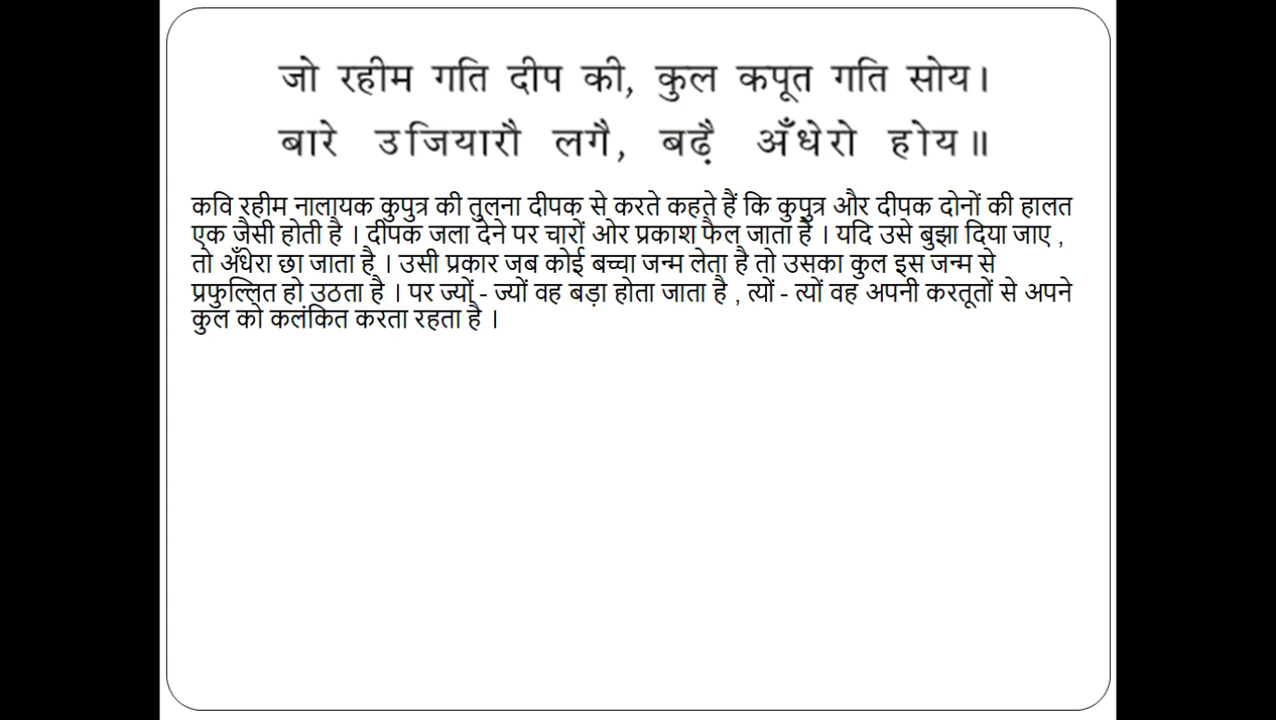 जो रहीम गति दीप की, कुल कपूत गति सोय।
बारे उजियारौ लगै, बढ़ै अँधेरो होय॥
कवि रहीम नालायक कुपुत्र की तुलना दीपक से करते कहते हैं कि कुपुत्र और दीपक दोनों की हालत
एक जैसी होती है । दीपक जला देने पर चारों ओर प्रकाश फैल जाता है । यदि उसे बुझा दिया जाए ,
तो अँधेरा छा जाता है । उसी प्रकार जब कोई बच्चा जन्म लेता है तो उसका कुल इस जन्म से
प्रफुल्लित हो उठता है । पर ज्यों - ज्यों वह बड़ा होता जाता है , त्यों - त्यों वह अपनी करतूतों से अपने
कुल को कलंकित करता रहता है ।